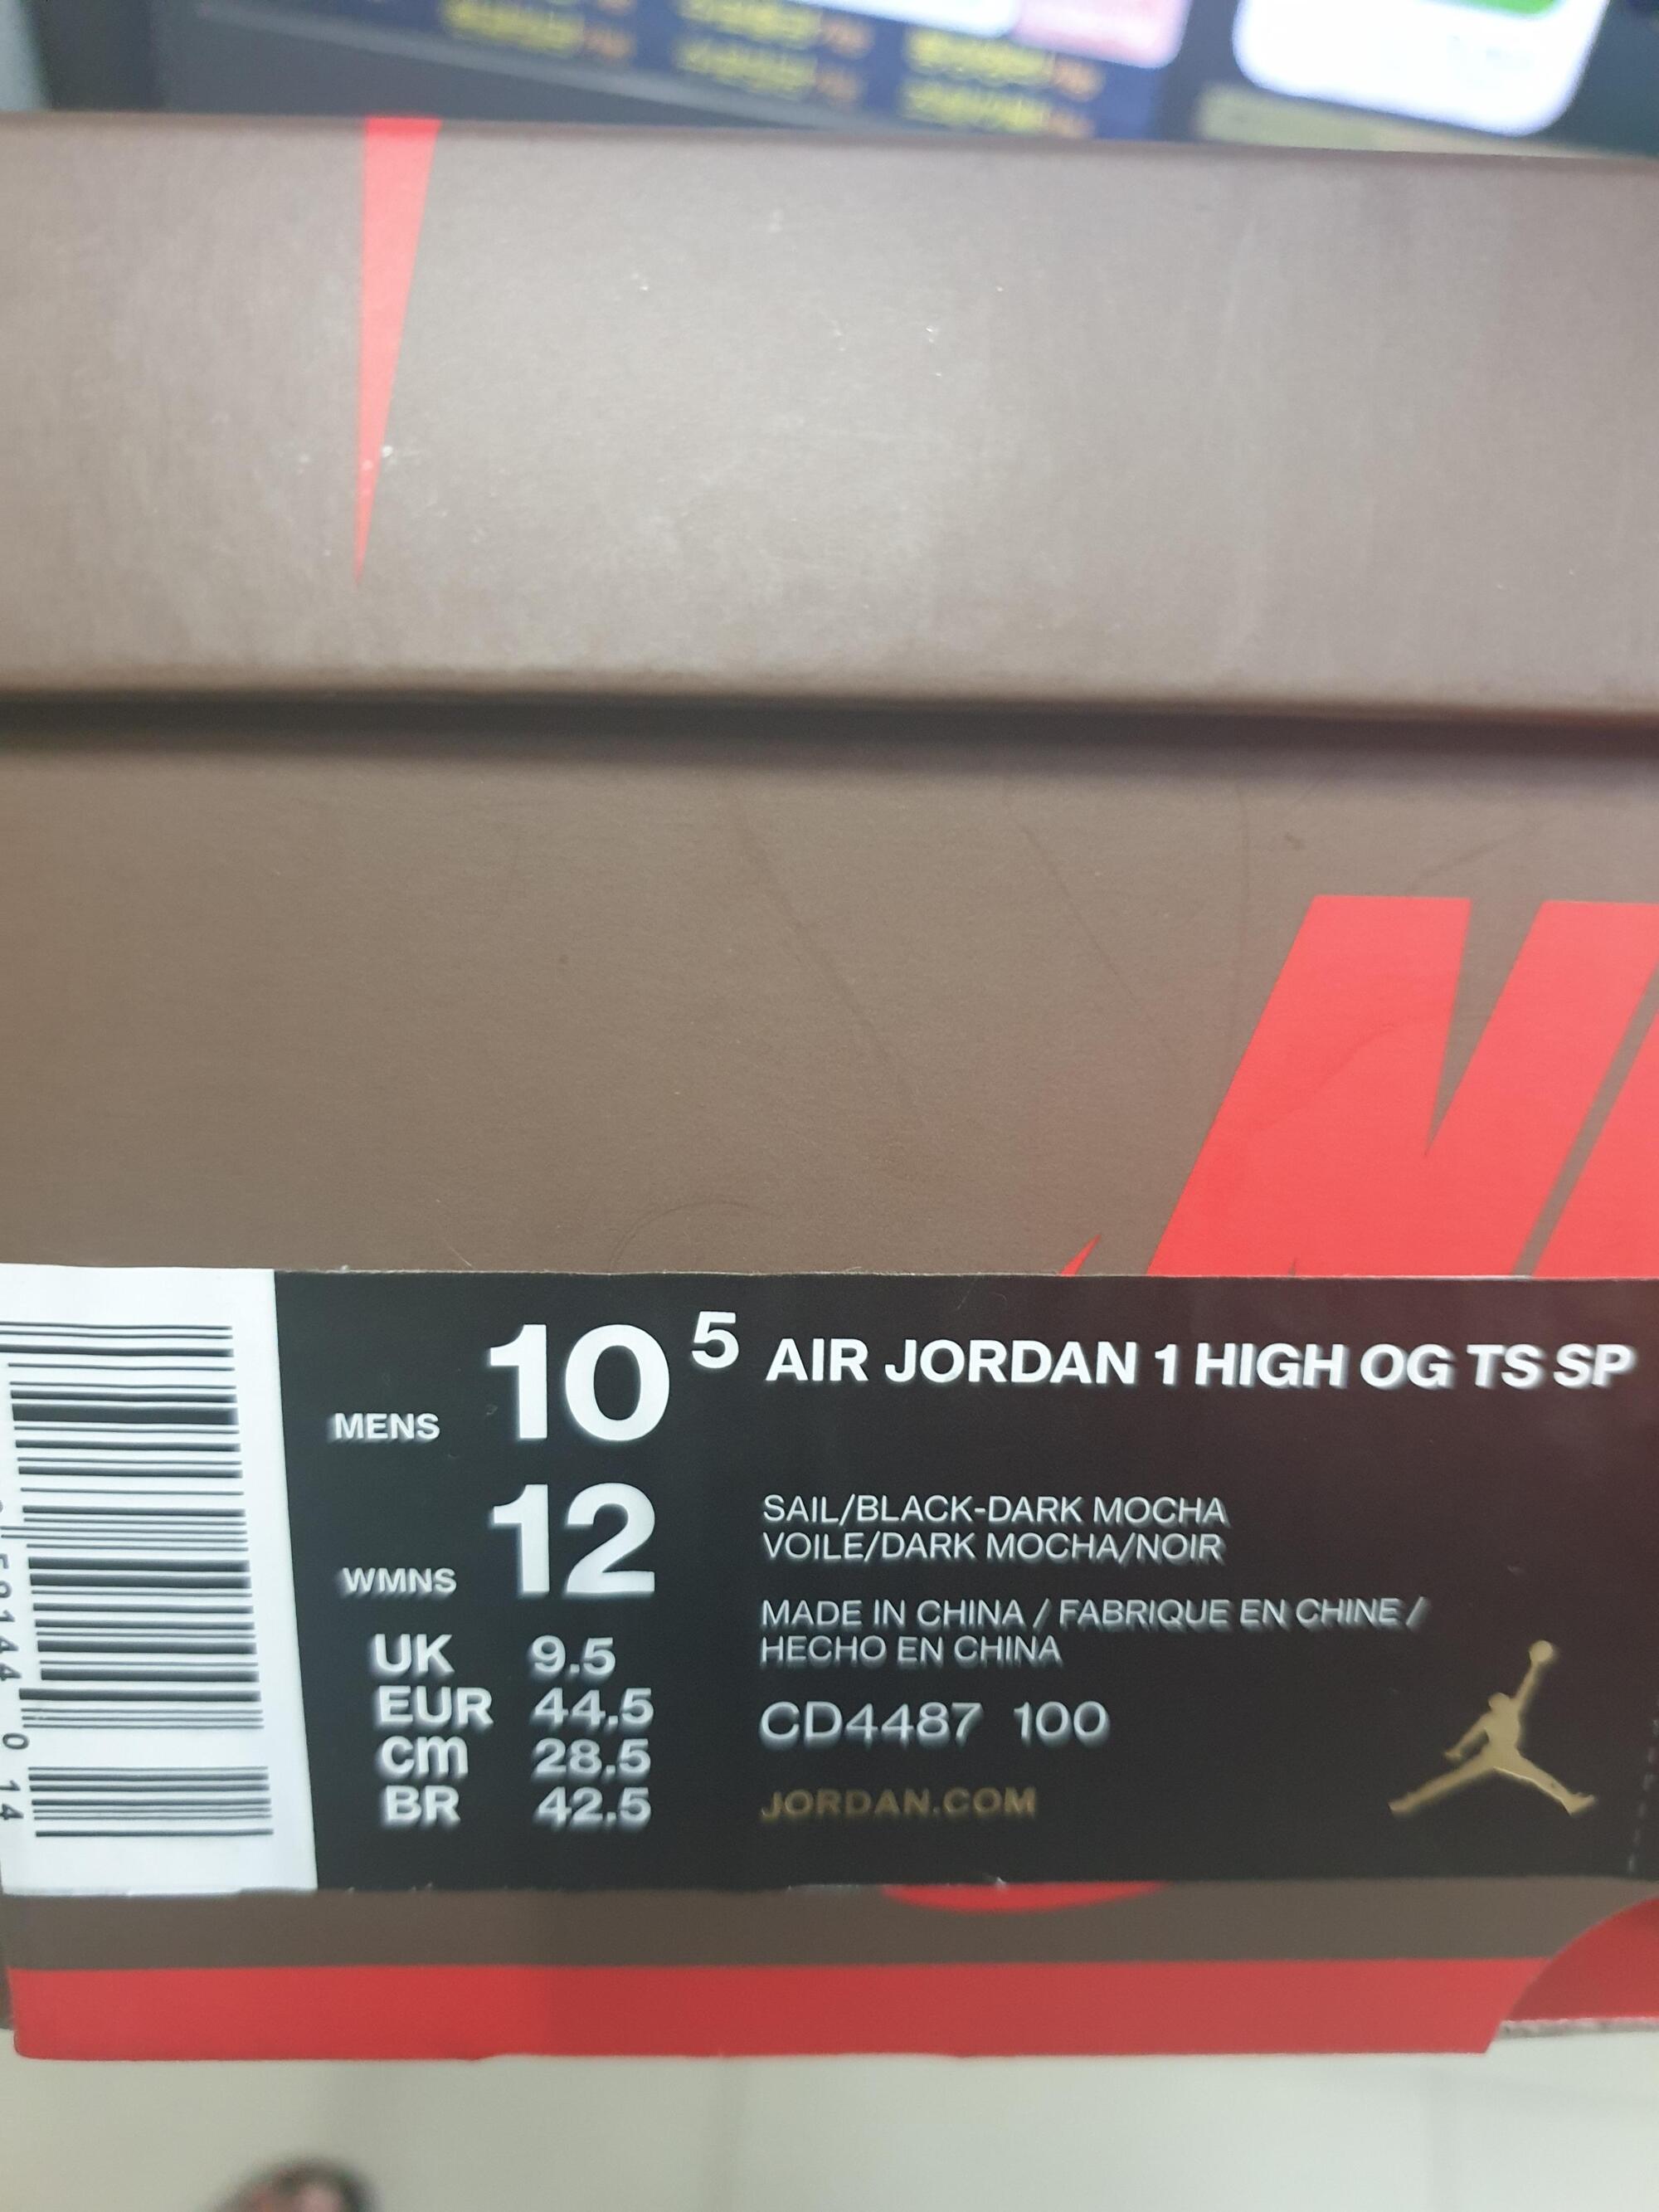 MENS 10 5 AIR JORDAN 1 HIGH OG TS SP
WMNS 12
SAIL/BLACK-DARK MOCHA
VOILE/DARK MOCHA/NOIR
MADE IN CHINA / FABRIQUE EN CHINE /
HECHO EN CHINA
UK 9.5
EUR 44.5
cm 28.5
BR 42.5
CD4487 100
JORDAN.COM
0 14